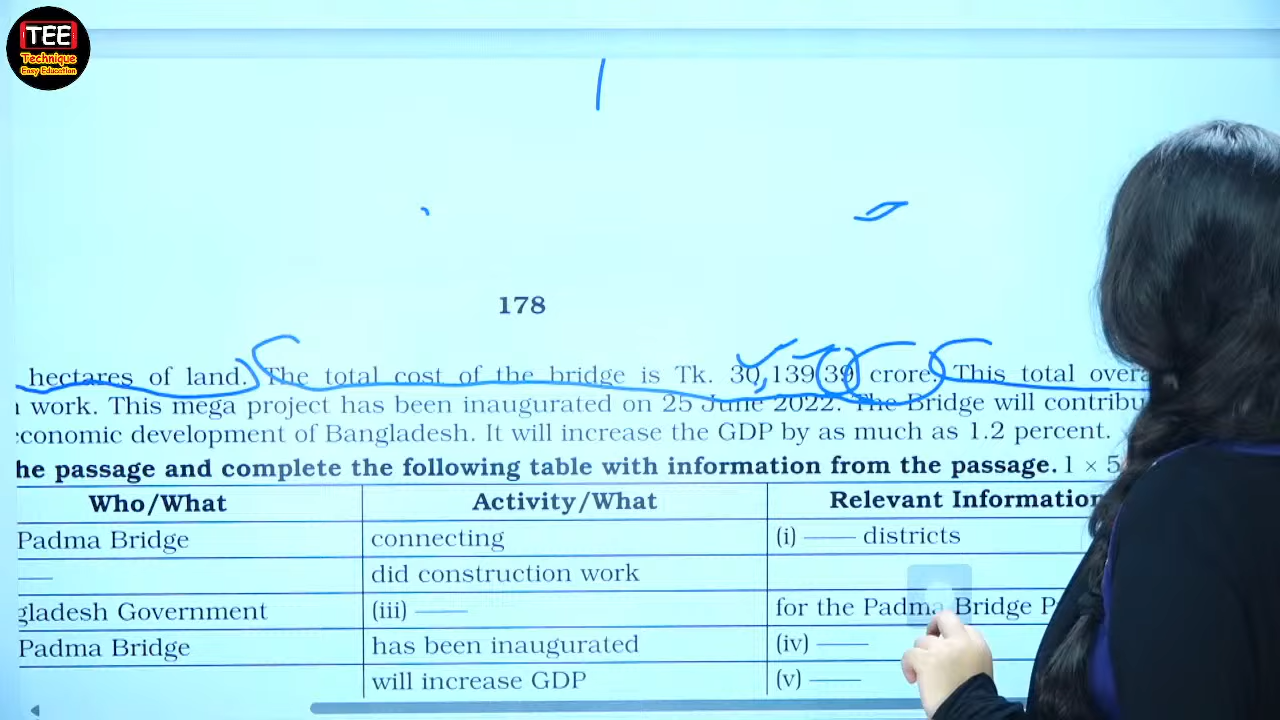 TEE
Technique
Easy Education
178
hectares of land. The total cost of the bridge is Tk. 30,139.39 crore. This total
work. This mega project has been inaugurated on 25 June 2022. The Bridge will
economic development of Bangladesh. It will increase the GDP by as much as 1.2 percent.
the passage and complete the following table with information from the passage. 1 × 5
Who/What Activity/What Relevant Information
Padma Bridge connecting (i) —— districts
—— did construction work
gladesh Government (iii) —— for the Padma Bridge P
Padma Bridge has been inaugurated (iv) ——
will increase GDP (v) ——